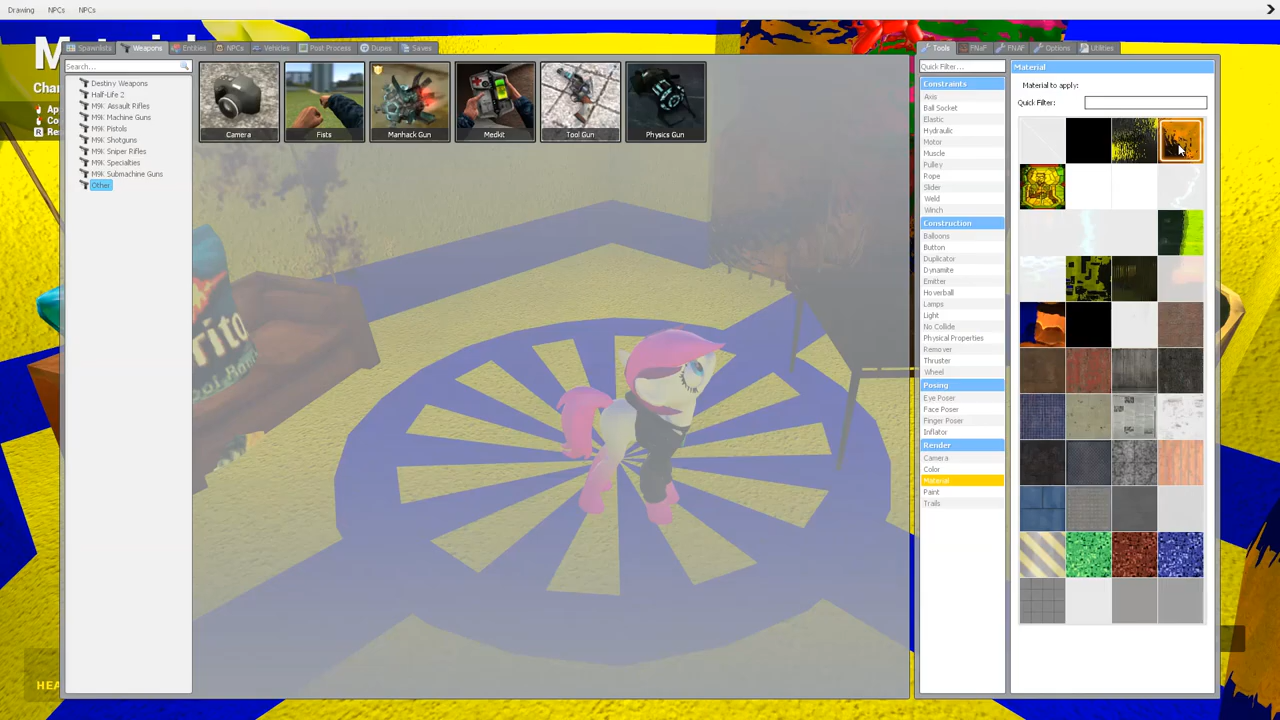 Drawing NPCs NPCs
Spawnlists Weapons Entities NPCs Vehicles Post Process Dupes Saves
Tools FNaF FNAF Options Utilities
Search...
Destiny Weapons
Half-Life 2
M9K Assault Rifles
M9K Machine Guns
M9K Pistols
M9K Shotguns
M9K Sniper Rifles
M9K Specialties
M9K Submachine Guns
Other
Camera Fists Manhack Gun Medkit Tool Gun Physics Gun
Quick Filter...
Constraints
Axis
Ball Socket
Elastic
Hydraulic
Motor
Muscle
Pulley
Rope
Slider
Weld
Winch
Construction
Balloons
Button
Duplicator
Dynamite
Emitter
Hoverball
Lamps
Light
No Collide
Physical Properties
Remover
Thruster
Wheel
Posing
Eye Poser
Face Poser
Finger Poser
Inflator
Render
Camera
Color
Material
Paint
Trails
Material
Material to apply:
Quick Filter:
R
HEA